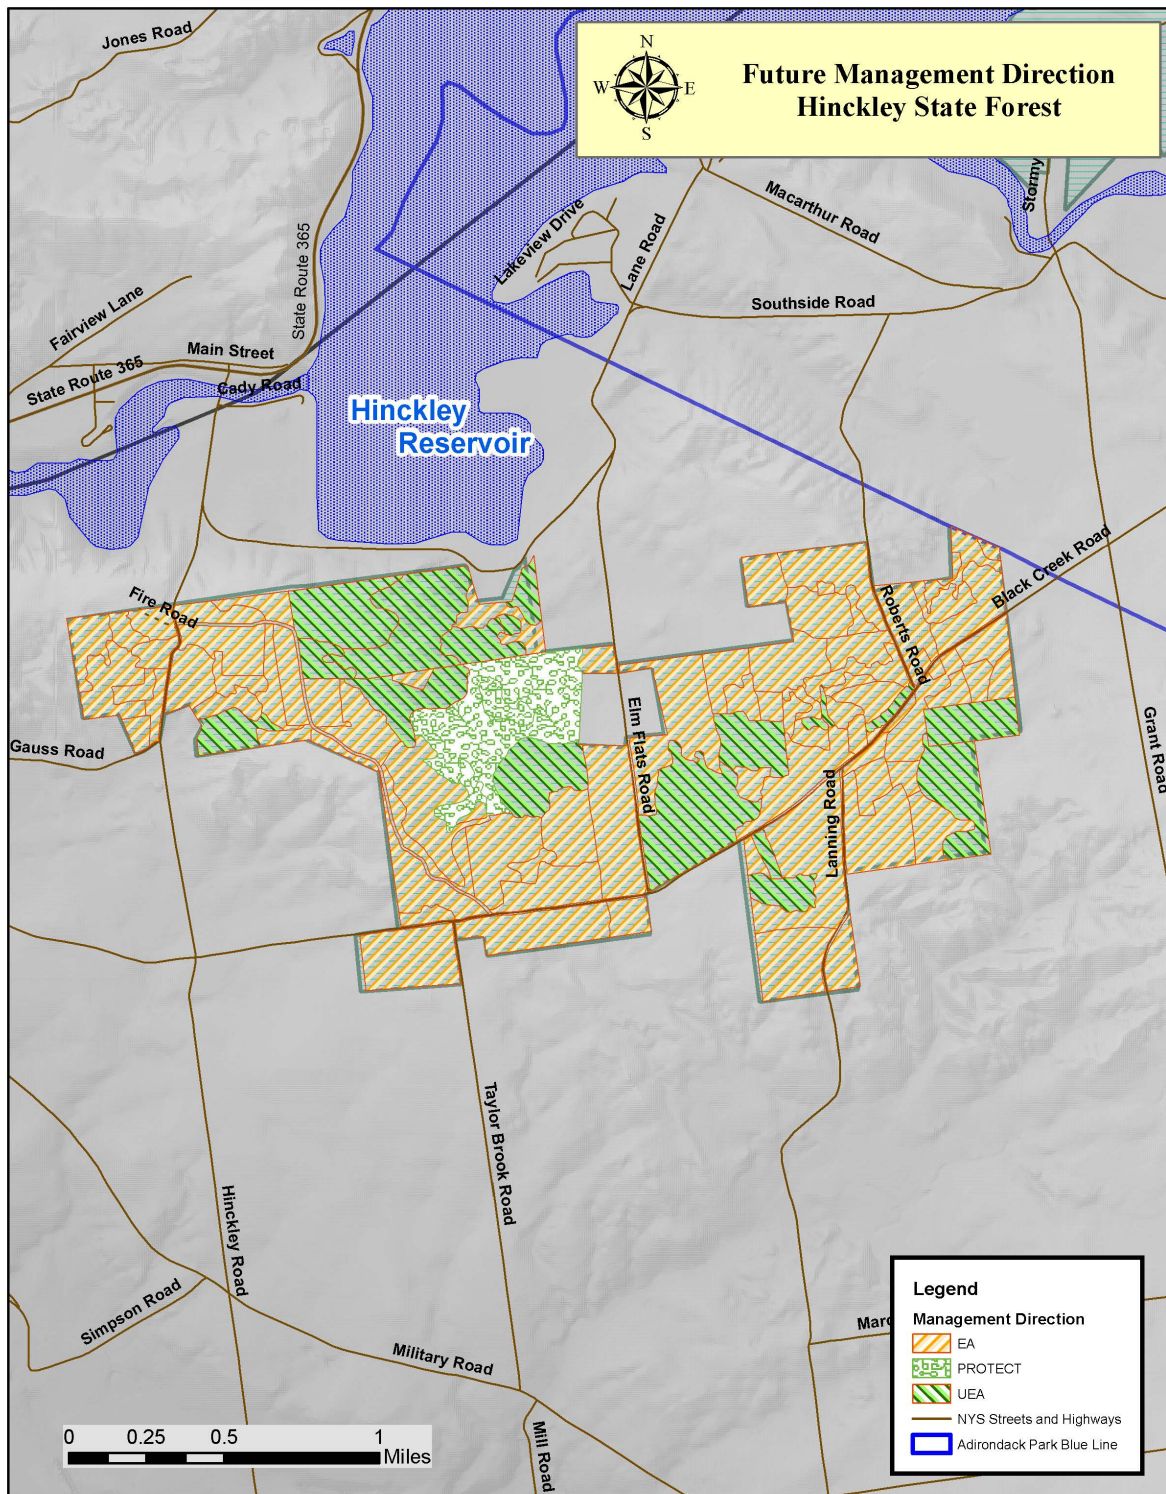 Jones Road
N
W
E
S
Future Management Direction
Hinckley State Forest
Stormy
Macarthur Road
Lakeview Drive
Lane Road
State Route 365
Southside Road
Fairview Lane
Main Street
State Route 365
Cady Road
Hinckley
Reservoir
Black Creek Road
Fire Road
Roberts Road
Elm Flats Road
Gauss Road
Grant Road
Lanning Road
Taylor Brook Road
Hinckley Road
Simpson Road
Military Road
Mill Road
Legend
Management Direction
EA
PROTECT
UEA
NYS Streets and Highways
Adirondack Park Blue Line
0 0.25 0.5 1
Miles